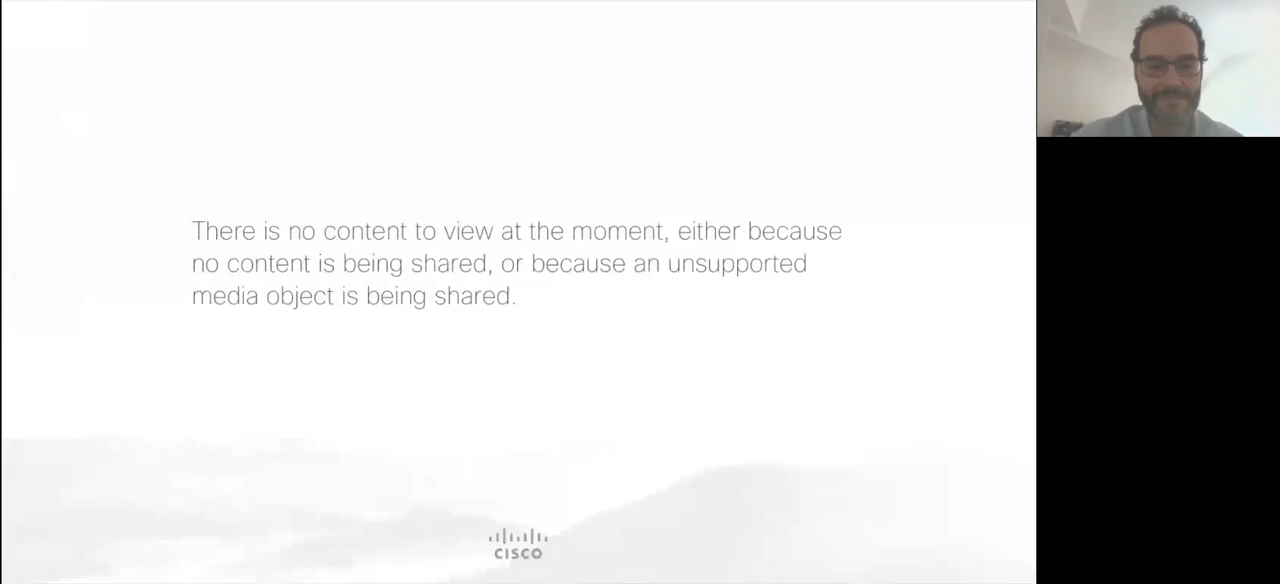 There is no content to view at the moment, either because
no content is being shared, or because an unsupported
media object is being shared.
CISCO